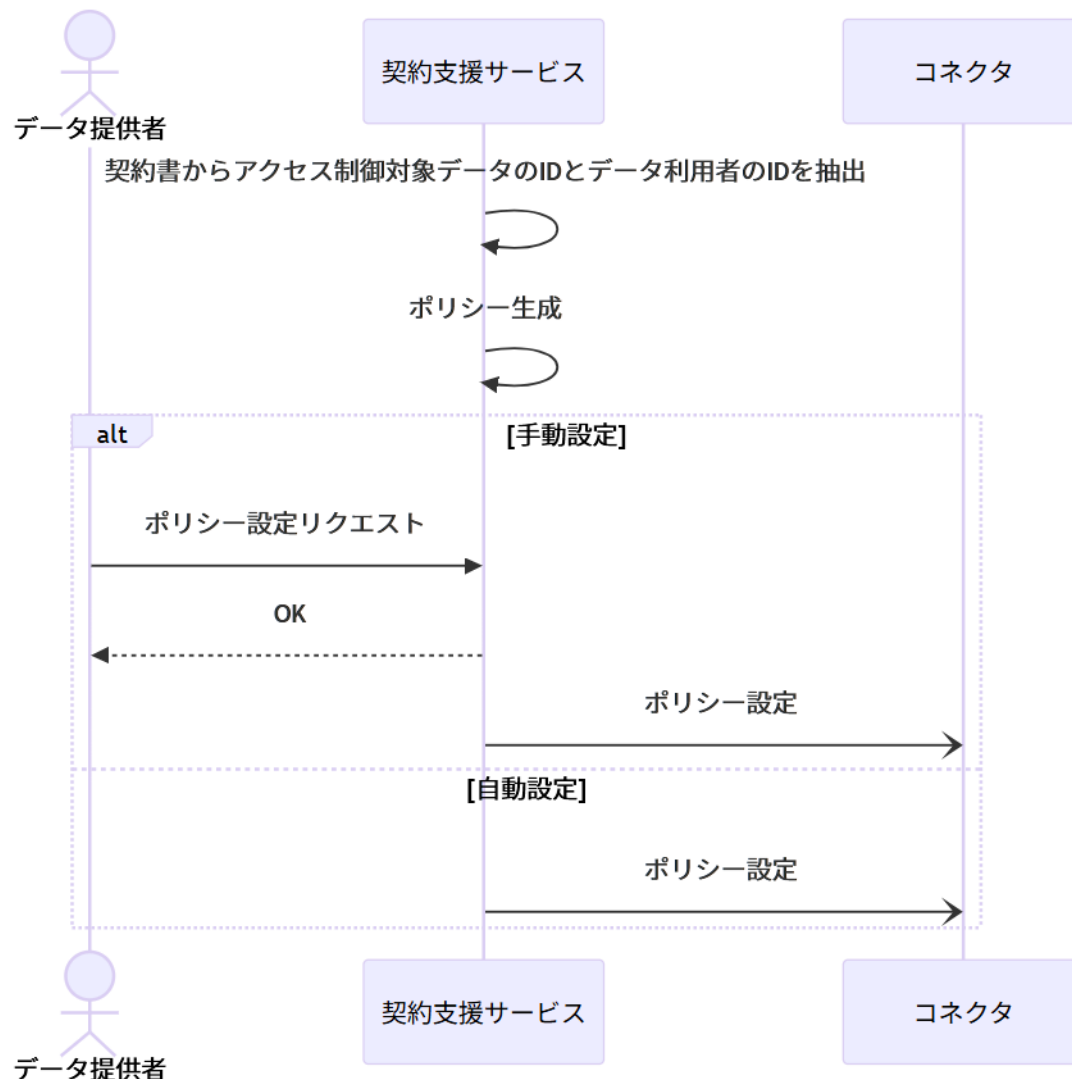 契約支援サービス
コネクタ
データ提供者
契約書からアクセス制御対象データのIDとデータ利用者のIDを抽出
ポリシー生成
alt
[手動設定]
ポリシー設定リクエスト
OK
ポリシー設定
[自動設定]
ポリシー設定
契約支援サービス
コネクタ
データ提供者